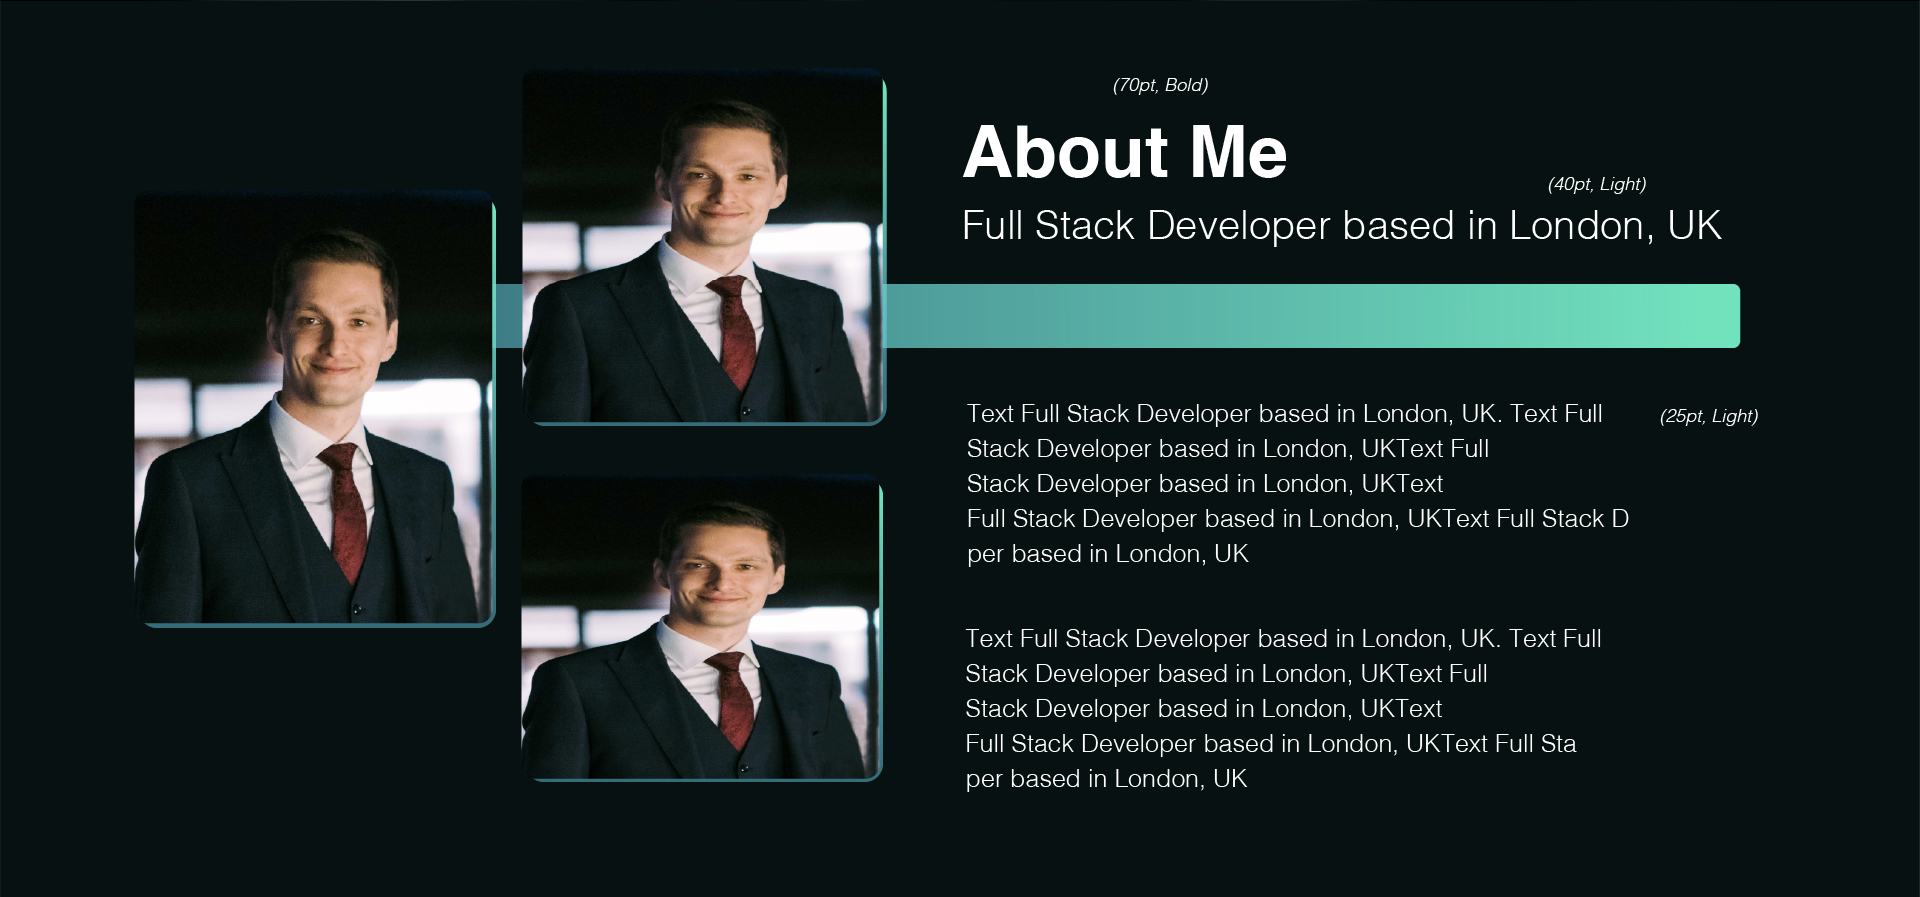 (70pt, Bold)
About Me
(40pt, Light)
Full Stack Developer based in London, UK
Text Full Stack Developer based in London, UK. Text Full
(25pt, Light)
Stack Developer based in London, UKText Full
Stack Developer based in London, UKText
Full Stack Developer based in London, UKText Full Stack D
per based in London, UK
Text Full Stack Developer based in London, UK. Text Full
Stack Developer based in London, UKText Full
Stack Developer based in London, UKText
Full Stack Developer based in London, UKText Full Sta
per based in London, UK